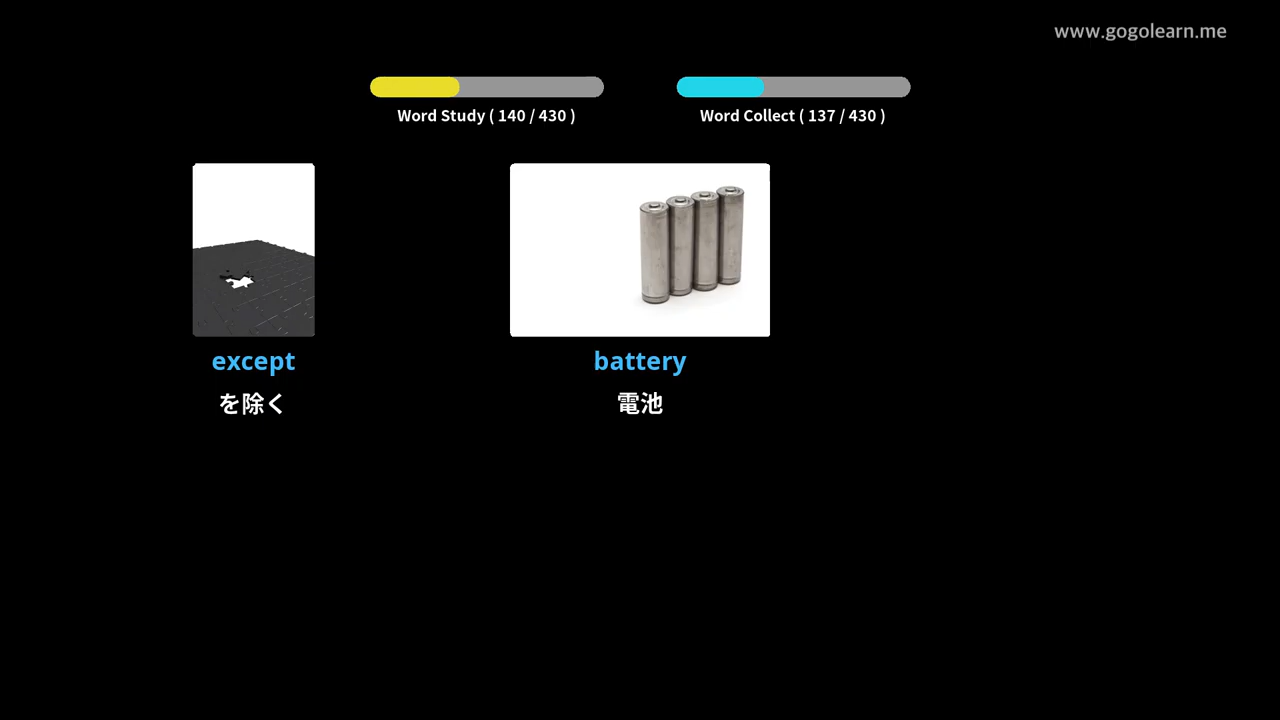 www.gogolearn.me
Word Study ( 140 / 430 )
Word Collect ( 137 / 430 )
except
battery
を除く
電池